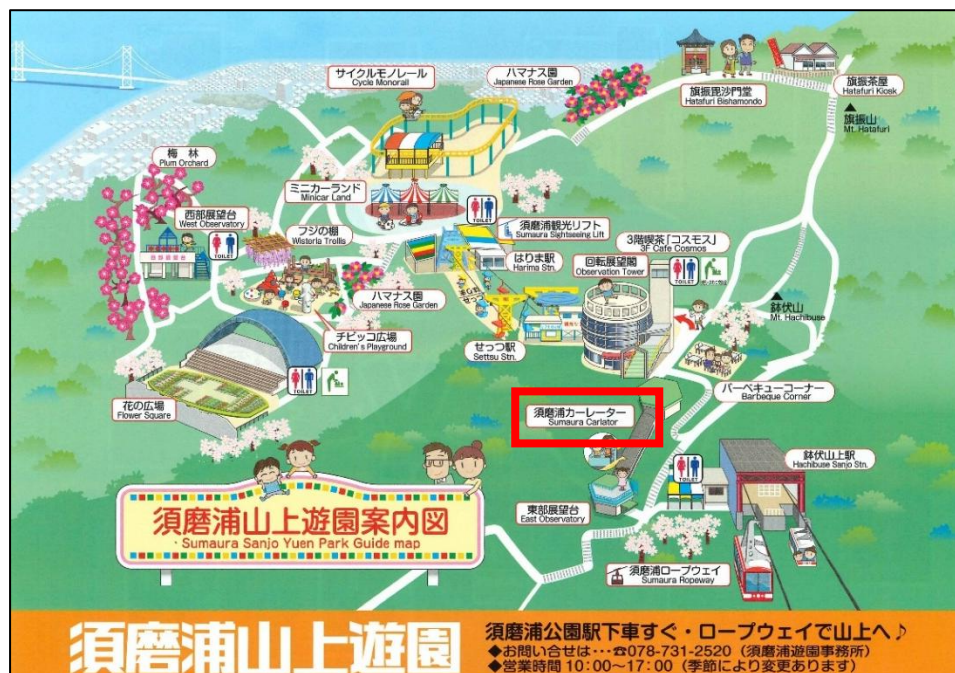 サイクルモノレール
Cycle Monorail
ハマナス園
Japanese Rose Garden
旗振毘沙門堂
Hatafuri Bishamondo
旗振茶屋
Hatafuri Kiosk
▲
旗振山
Mt. Hatafuri
梅 林
Plum Orchard
ミニカーランド
Minicar Land
西部展望台
West Observatory
TOILET
フジの棚
Wistoria Trollis
TOILET
須磨浦観光リフト
Sumaura Sightseeing Lift
はりま駅
Harima Stn.
3階喫茶「コスモス」
3F Cafe Cosmos
回転展望閣
Observation Tower
TOILET
▲
鉢伏山
Mt. Hachibuse
ハマナス園
Japanese Rose Garden
チビッコ広場
Children's Playground
せっつ駅
Settsu Stn.
花の広場
Flower Square
TOILET
須磨浦カーレーター
Sumaura Carlator
バーベキューコーナー
Barbeque Corner
鉢伏山上駅
Hachibuse Sanjo Stn.
TOILET
東部展望台
East Observatory
須磨浦ロープウェイ
Sumaura Ropeway
須磨浦山上遊園案内図
Sumaura Sanjo Yuen Park Guide map
須磨浦山上遊園
須磨浦公園駅下車すぐ・ロープウェイで山上へ♪
◆お問い合せは…☎078-731-2520（須磨浦遊園事務所）
◆営業時間 10:00～17:00（季節により変更あります）